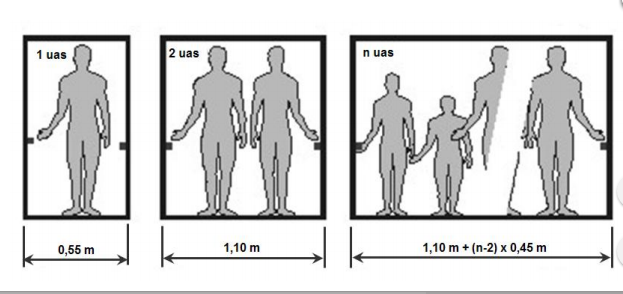 1 uas
2 uas
n uas
0,55 m
1,10 m
1,10 m + (n-2) x 0,45 m